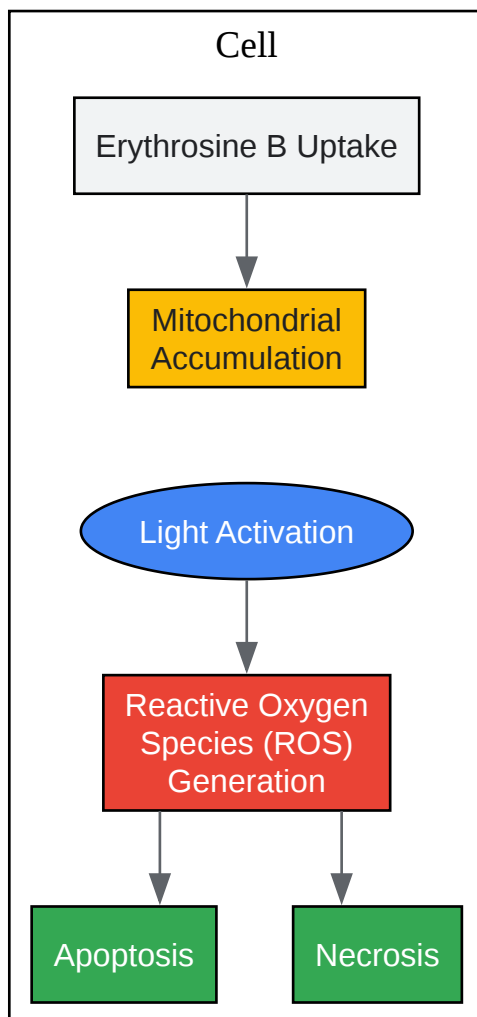 Cell
Erythrosine B Uptake
Mitochondrial
Accumulation
Light Activation
Reactive Oxygen
Species (ROS)
Generation
Apoptosis
Necrosis